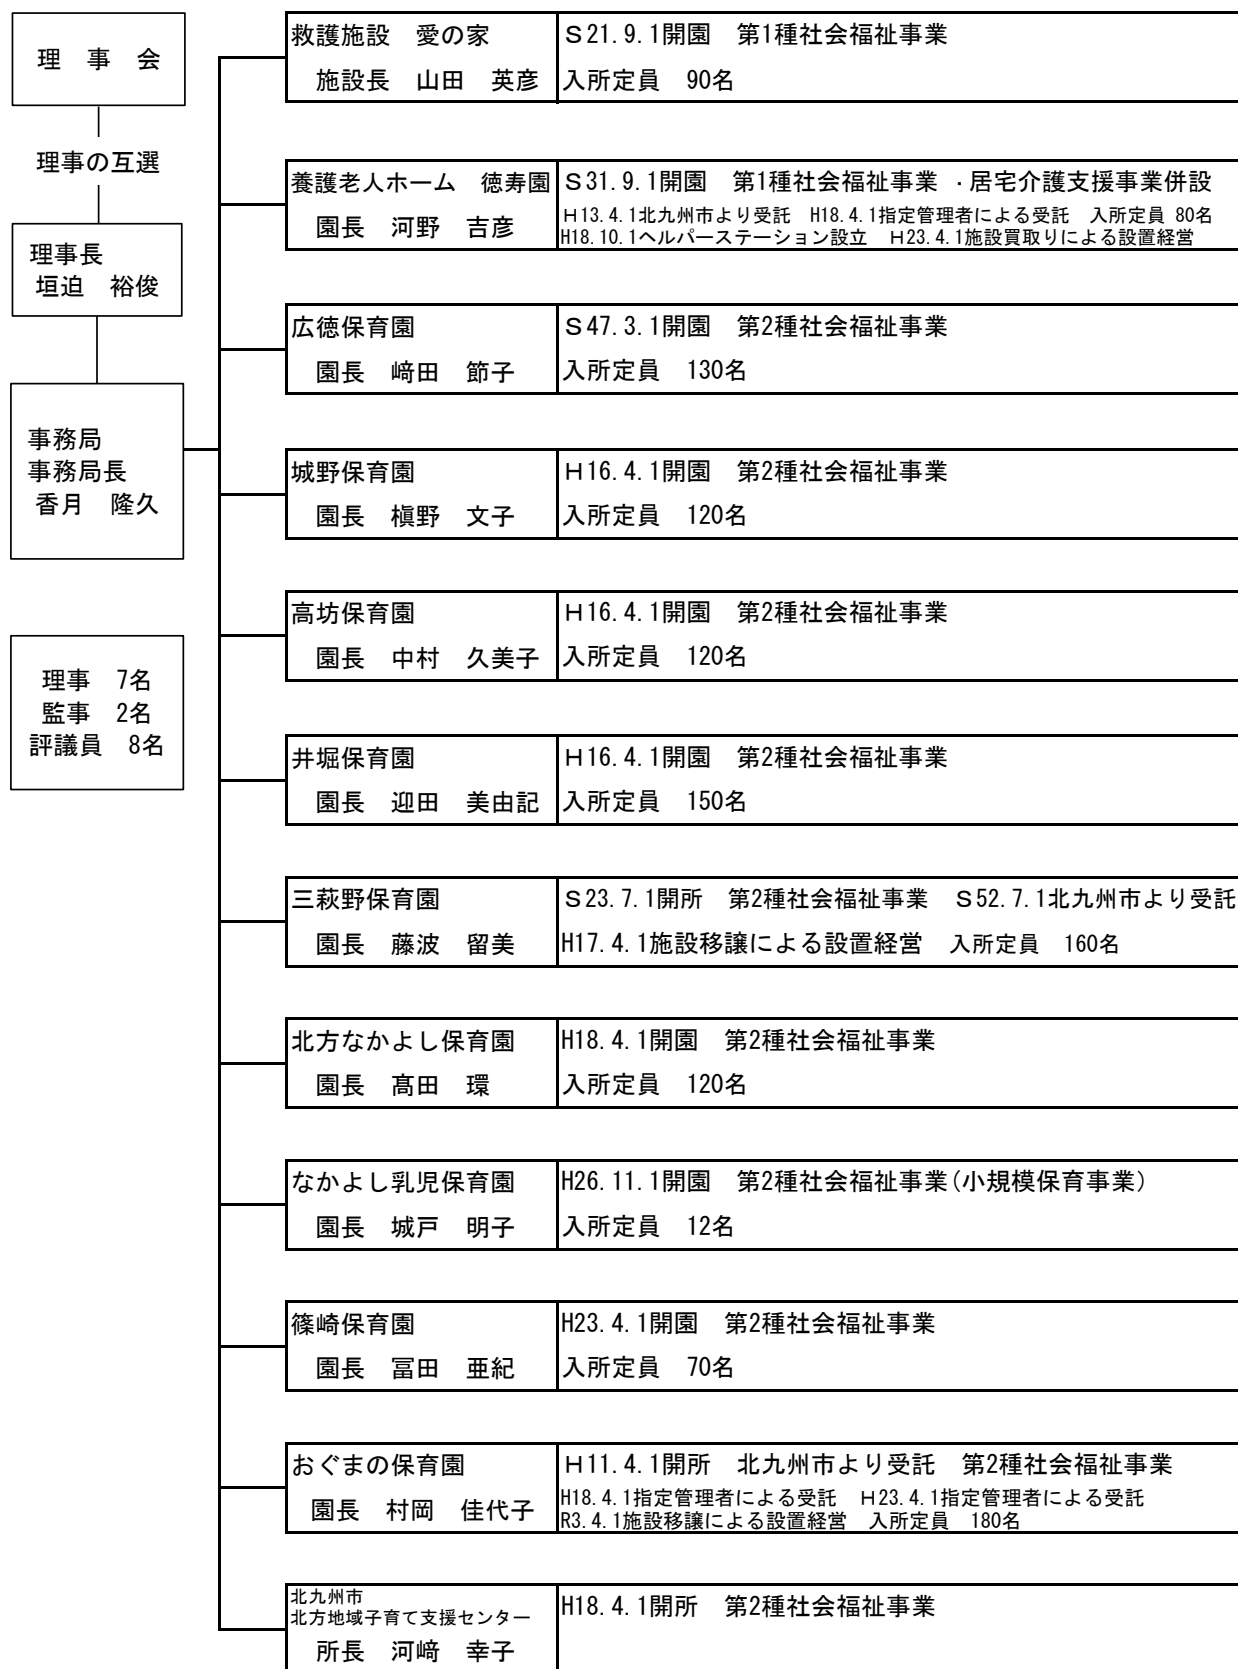 理　事　会
理事の互選
理事長
垣迫　裕俊
事務局
事務局長
香月　隆久
理事　7名
監事　2名
評議員　8名
救護施設　愛の家
施設長　山田　英彦
Ｓ21.9.1開園　第1種社会福祉事業
入所定員　90名
養護老人ホーム　徳寿園
園長　河野　吉彦
Ｓ31.9.1開園　第1種社会福祉事業 ・居宅介護支援事業併設
Ｈ13.4.1北九州市より受託　H18.4.1指定管理者による受託　入所定員 80名
H18.10.1ヘルパーステーション設立　Ｈ23.4.1施設買取りによる設置経営
広徳保育園
園長　﨑田　節子
Ｓ47.3.1開園　第2種社会福祉事業
入所定員　130名
城野保育園
園長　槇野　文子
Ｈ16.4.1開園　第2種社会福祉事業
入所定員　120名
高坊保育園
園長　中村　久美子
Ｈ16.4.1開園　第2種社会福祉事業
入所定員　120名
井堀保育園
園長　迎田　美由記
Ｈ16.4.1開園　第2種社会福祉事業
入所定員　150名
三萩野保育園
園長　藤波　留美
Ｓ23.7.1開所　第2種社会福祉事業　Ｓ52.7.1北九州市より受託
H17.4.1施設移譲による設置経営　入所定員　160名
北方なかよし保育園
園長　髙田　環
H18.4.1開園　第2種社会福祉事業
入所定員　120名
なかよし乳児保育園
園長　城戸　明子
H26.11.1開園　第2種社会福祉事業(小規模保育事業）
入所定員　12名
篠崎保育園
園長　冨田　亜紀
H23.4.1開園　第2種社会福祉事業
入所定員　70名
おぐまの保育園
園長　村岡　佳代子
Ｈ11.4.1開所　北九州市より受託　第2種社会福祉事業
H18.4.1指定管理者による受託　Ｈ23.4.1指定管理者による受託
R3.4.1施設移譲による設置経営　入所定員　180名
北九州市
北方地域子育て支援センター
所長　河﨑　幸子
H18.4.1開所　第2種社会福祉事業